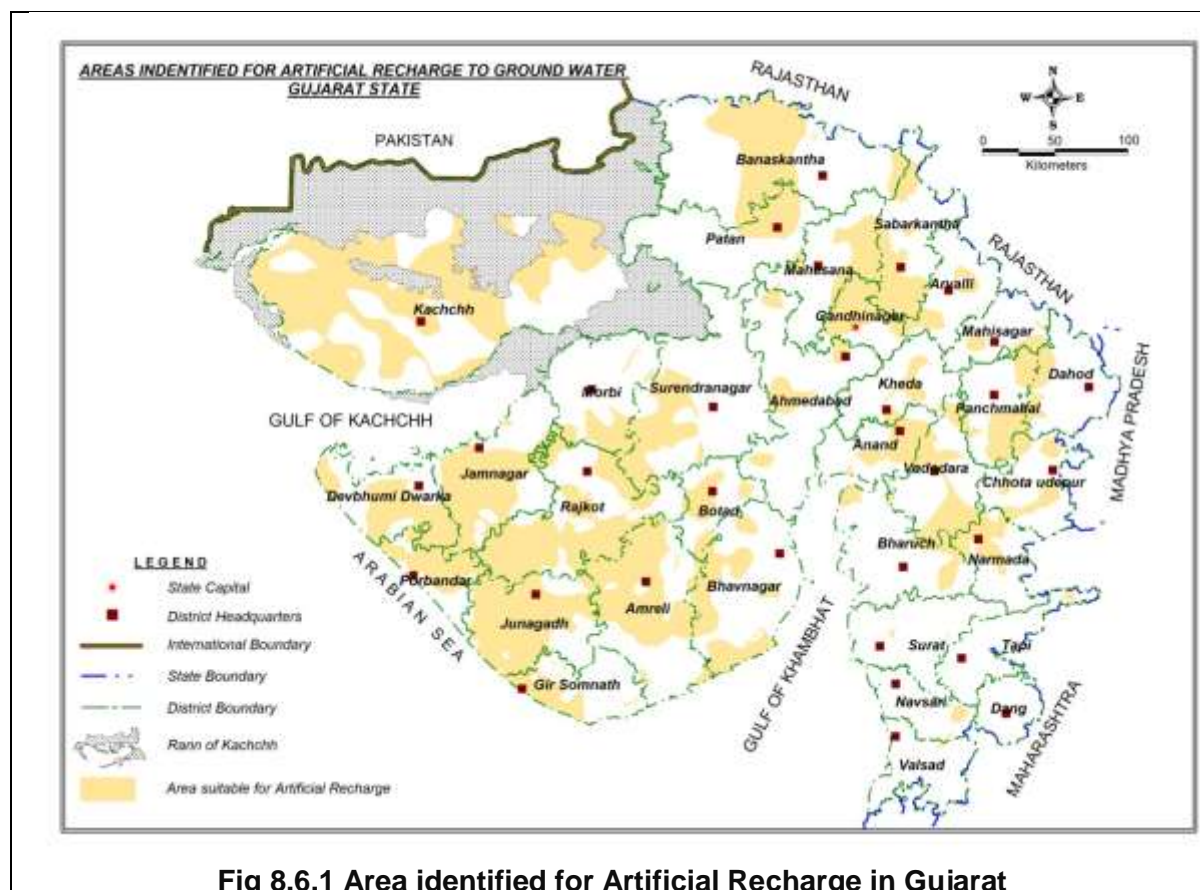 AREAS INDENTIFIED FOR ARTIFICIAL RECHARGE TO GROUND WATER
GUJARAT STATE
RAJASTHAN
N
W E
S
0 50 100
Kilometers
PAKISTAN
Banaskantha
Patan
Sabarkantha
RAJASTHAN
Mahesana
Arvalli
Kachchh
Gandhinagar
Mahisagar
Morbi
Surendranagar
Ahmedabad
Kheda
Dahod
Panchmahal
MADHYA PRADESH
GULF OF KACHCHH
Anand
Jamnagar
Vadodara
Chhota udepur
Devbhumi Dwarka
Rajkot
Botad
Bharuch
Narmada
ARABIAN SEA
Porbandar
Bhavnagar
Amreli
Junagadh
GULF OF KHAMBHAT
Surat
Tapi
Gir Somnath
Navsari
Dang
MAHARASHTRA
Valsad
LEGEND
State Capital
District Headquarters
International Boundary
State Boundary
District Boundary
Rann of Kachchh
Area suitable for Artificial Recharge
Fig 8.6.1 Area identified for Artificial Recharge in Gujarat